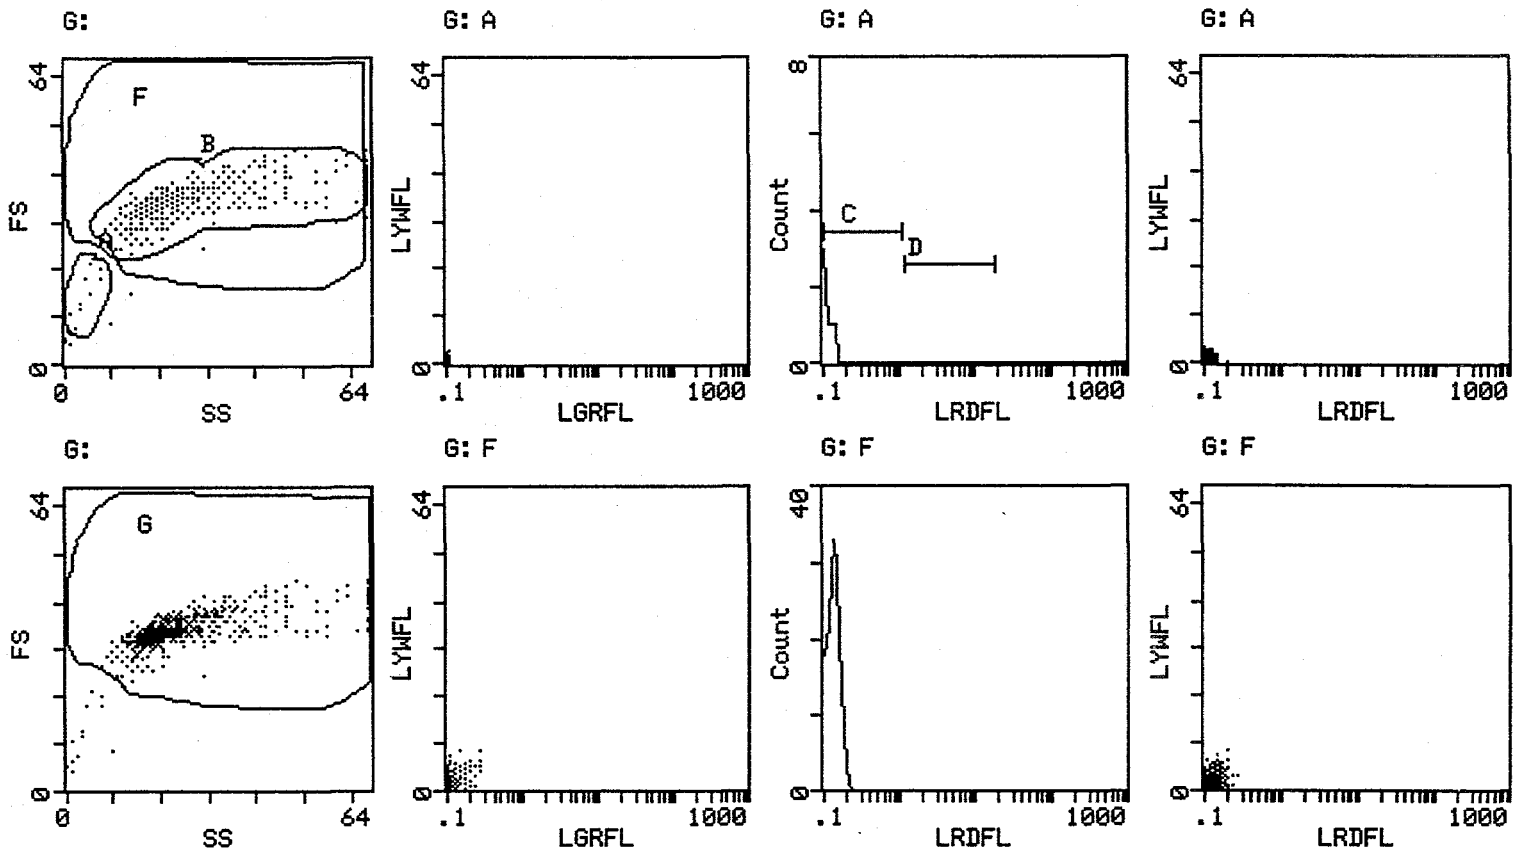 G:
G: A
G: A
G: A
64
F
B
A
FS
0
0
64
SS
64
LYWFL
0
.1
1000
LGRFL
8
Count
C
D
0
.1
1000
LRDFL
64
LYWFL
0
.1
1000
LRDFL
G:
G: F
G: F
G: F
64
G
FS
0
0
64
SS
64
LYWFL
0
.1
1000
LGRFL
40
Count
0
.1
1000
LRDFL
64
LYWFL
0
.1
1000
LRDFL